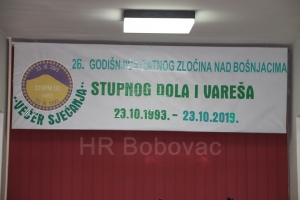 26. GODIŠNJICA RATNOG ZLOČINA NAD BOŠNJACIMA
STUPNOG DOLA I VAREŠA
23.10.1993. - 23.10.2019.
VEČER SJEĆANJA
HR Bobovac